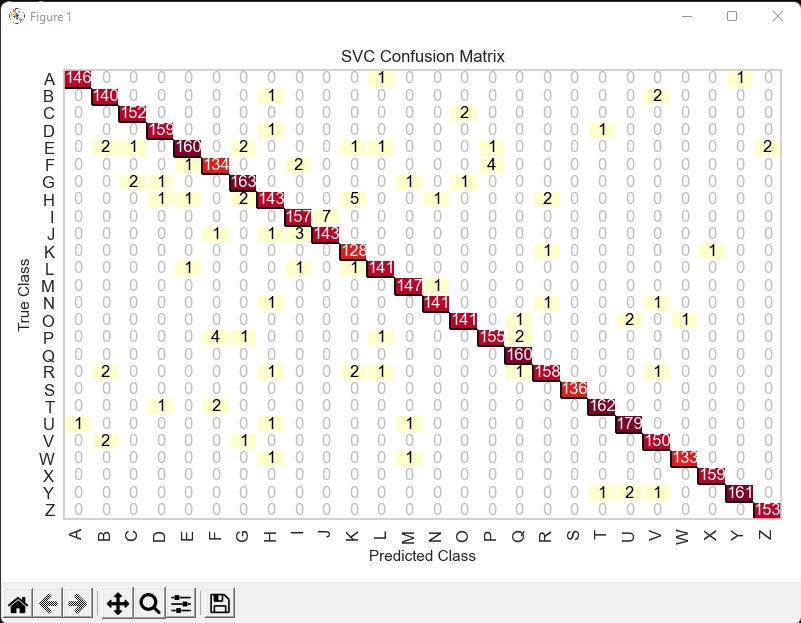 Figure 1
SVC Confusion Matrix
A 146 0 0 0 0 0 0 0 0 0 0 1 0 0 0 0 0 0 0 0 0 0 0 0 1 0
B 0 140 0 0 0 0 0 1 0 0 0 0 0 0 0 0 0 0 0 0 0 2 0 0 0 0
C 0 0 152 0 0 0 0 0 0 0 0 0 0 0 2 0 0 0 0 0 0 0 0 0 0 0
D 0 0 0 159 0 0 0 1 0 0 0 0 0 0 0 0 0 0 0 1 0 0 0 0 0 0
E 0 2 1 0 160 0 2 0 0 0 1 1 0 0 0 1 0 0 0 0 0 0 0 0 0 2
F 0 0 0 0 1 134 0 0 2 0 0 0 0 0 0 4 0 0 0 0 0 0 0 0 0 0
G 0 0 2 1 0 0 163 0 0 0 0 0 1 0 1 0 0 0 0 0 0 0 0 0 0 0
H 0 0 0 1 1 0 2 143 0 0 5 0 0 1 0 0 0 2 0 0 0 0 0 0 0 0
I 0 0 0 0 0 0 0 0 157 7 0 0 0 0 0 0 0 0 0 0 0 0 0 0 0 0
J 0 0 0 0 0 1 0 1 3 143 0 0 0 0 0 0 0 0 0 0 0 0 0 0 0 0
K 0 0 0 0 0 0 0 0 0 0 128 0 0 0 0 0 0 1 0 0 0 0 0 1 0 0
L 0 0 0 0 1 0 0 0 1 0 1 141 0 0 0 0 0 0 0 0 0 0 0 0 0 0
M 0 0 0 0 0 0 0 0 0 0 0 0 147 1 0 0 0 0 0 0 0 0 0 0 0 0
N 0 0 0 0 0 0 0 1 0 0 0 0 0 141 0 0 0 1 0 0 0 1 0 0 0 0
O 0 0 0 0 0 0 0 0 0 0 0 0 0 0 141 0 1 0 0 0 2 0 1 0 0 0
P 0 0 0 0 0 4 1 0 0 0 0 1 0 0 0 155 2 0 0 0 0 0 0 0 0 0
Q 0 0 0 0 0 0 0 0 0 0 0 0 0 0 0 0 160 0 0 0 0 0 0 0 0 0
R 0 2 0 0 0 0 0 1 0 0 2 1 0 0 0 0 1 158 0 0 0 1 0 0 0 0
S 0 0 0 0 0 0 0 0 0 0 0 0 0 0 0 0 0 0 136 0 0 0 0 0 0 0
T 0 0 0 1 0 2 0 0 0 0 0 0 0 0 0 0 0 0 0 162 0 0 0 0 0 0
U 1 0 0 0 0 0 0 1 0 0 0 0 1 0 0 0 0 0 0 0 179 0 0 0 0 0
V 0 2 0 0 0 0 1 0 0 0 0 0 0 0 0 0 0 0 0 0 0 150 0 0 0 0
W 0 0 0 0 0 0 0 1 0 0 0 0 1 0 0 0 0 0 0 0 0 0 133 0 0 0
X 0 0 0 0 0 0 0 0 0 0 0 0 0 0 0 0 0 0 0 0 0 0 0 159 0 0
Y 0 0 0 0 0 0 0 0 0 0 0 0 0 0 0 0 0 0 0 1 2 1 0 0 161 0
Z 0 0 0 0 0 0 0 0 0 0 0 0 0 0 0 0 0 0 0 0 0 0 0 0 0 153
A B C D E F G H I J K L M N O P Q R S T U V W X Y Z
Predicted Class
True Class